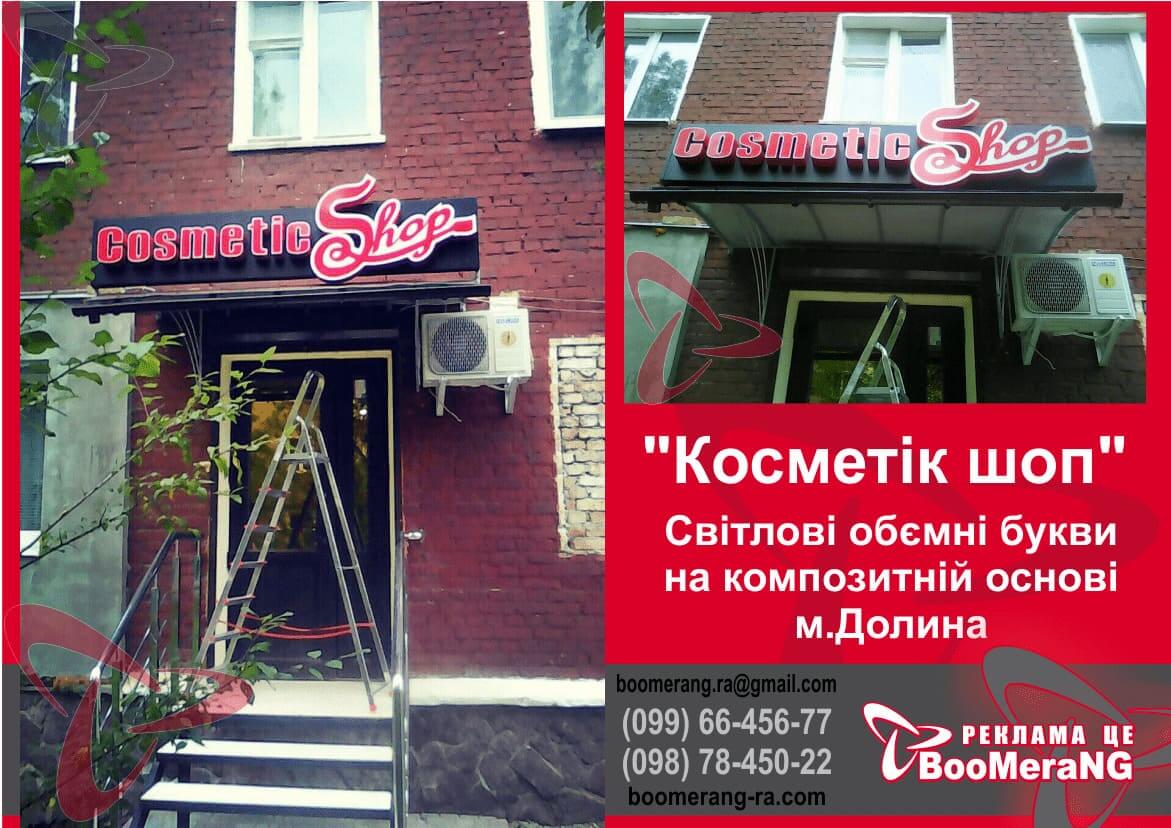 Cosmetic Shop
Cosmetic Shop
"Косметік шоп"
Світлові обємні букви
на композитній основі
м.Долина
boomerang.ra@gmail.com
(099) 66-456-77
(098) 78-450-22
boomerang-ra.com
РЕКЛАМА ЦЕ
BooMeraNG